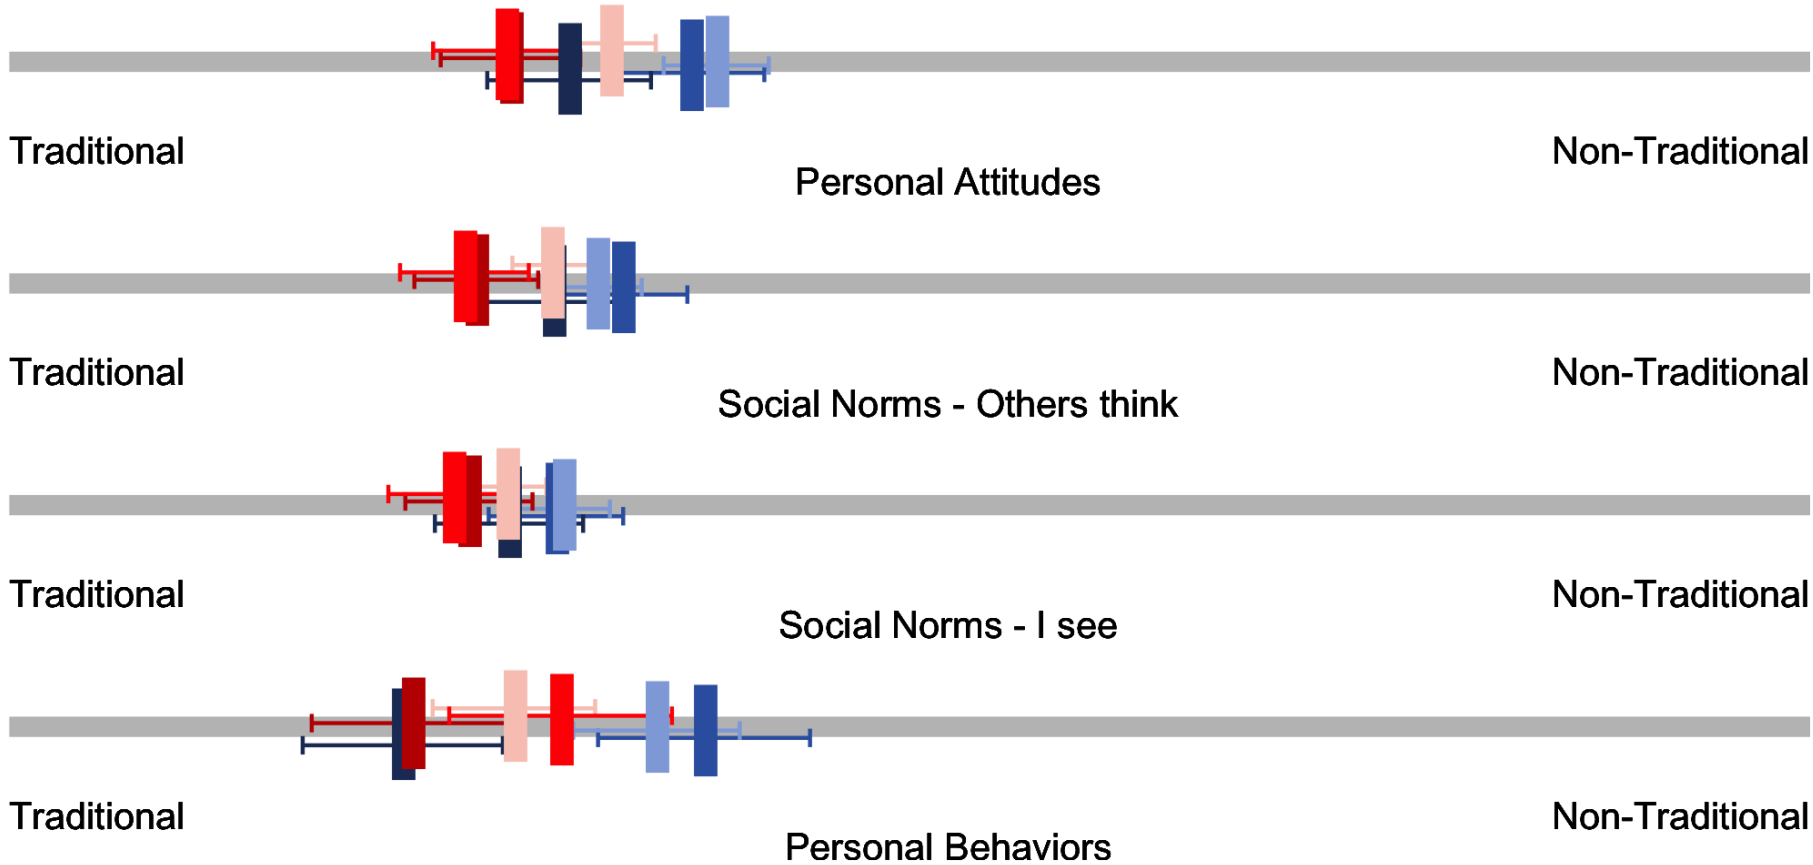 Traditional
Non-Traditional
Personal Attitudes
Traditional
Non-Traditional
Social Norms - Others think
Traditional
Non-Traditional
Social Norms - I see
Traditional
Non-Traditional
Personal Behaviors